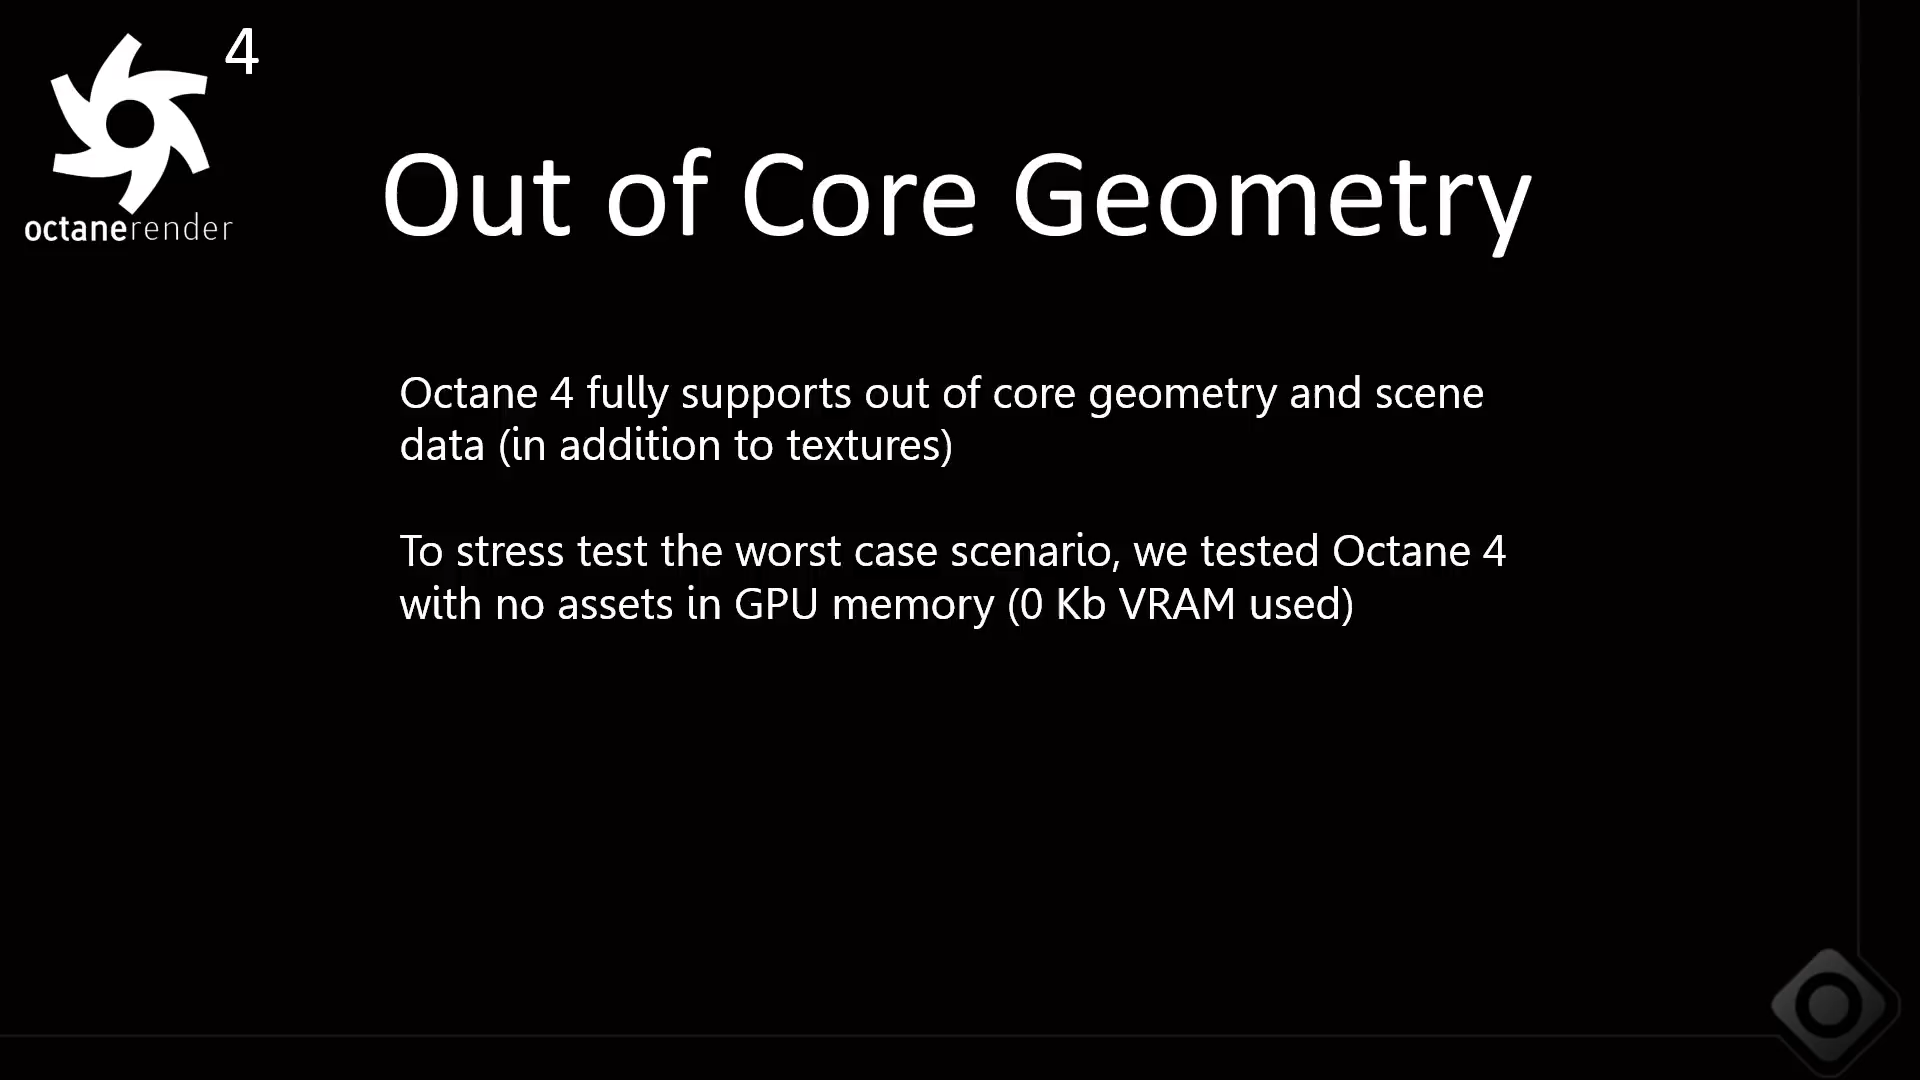 4
octanerender
Out of Core Geometry
Octane 4 fully supports out of core geometry and scene
data (in addition to textures)
To stress test the worst case scenario, we tested Octane 4
with no assets in GPU memory (0 Kb VRAM used)